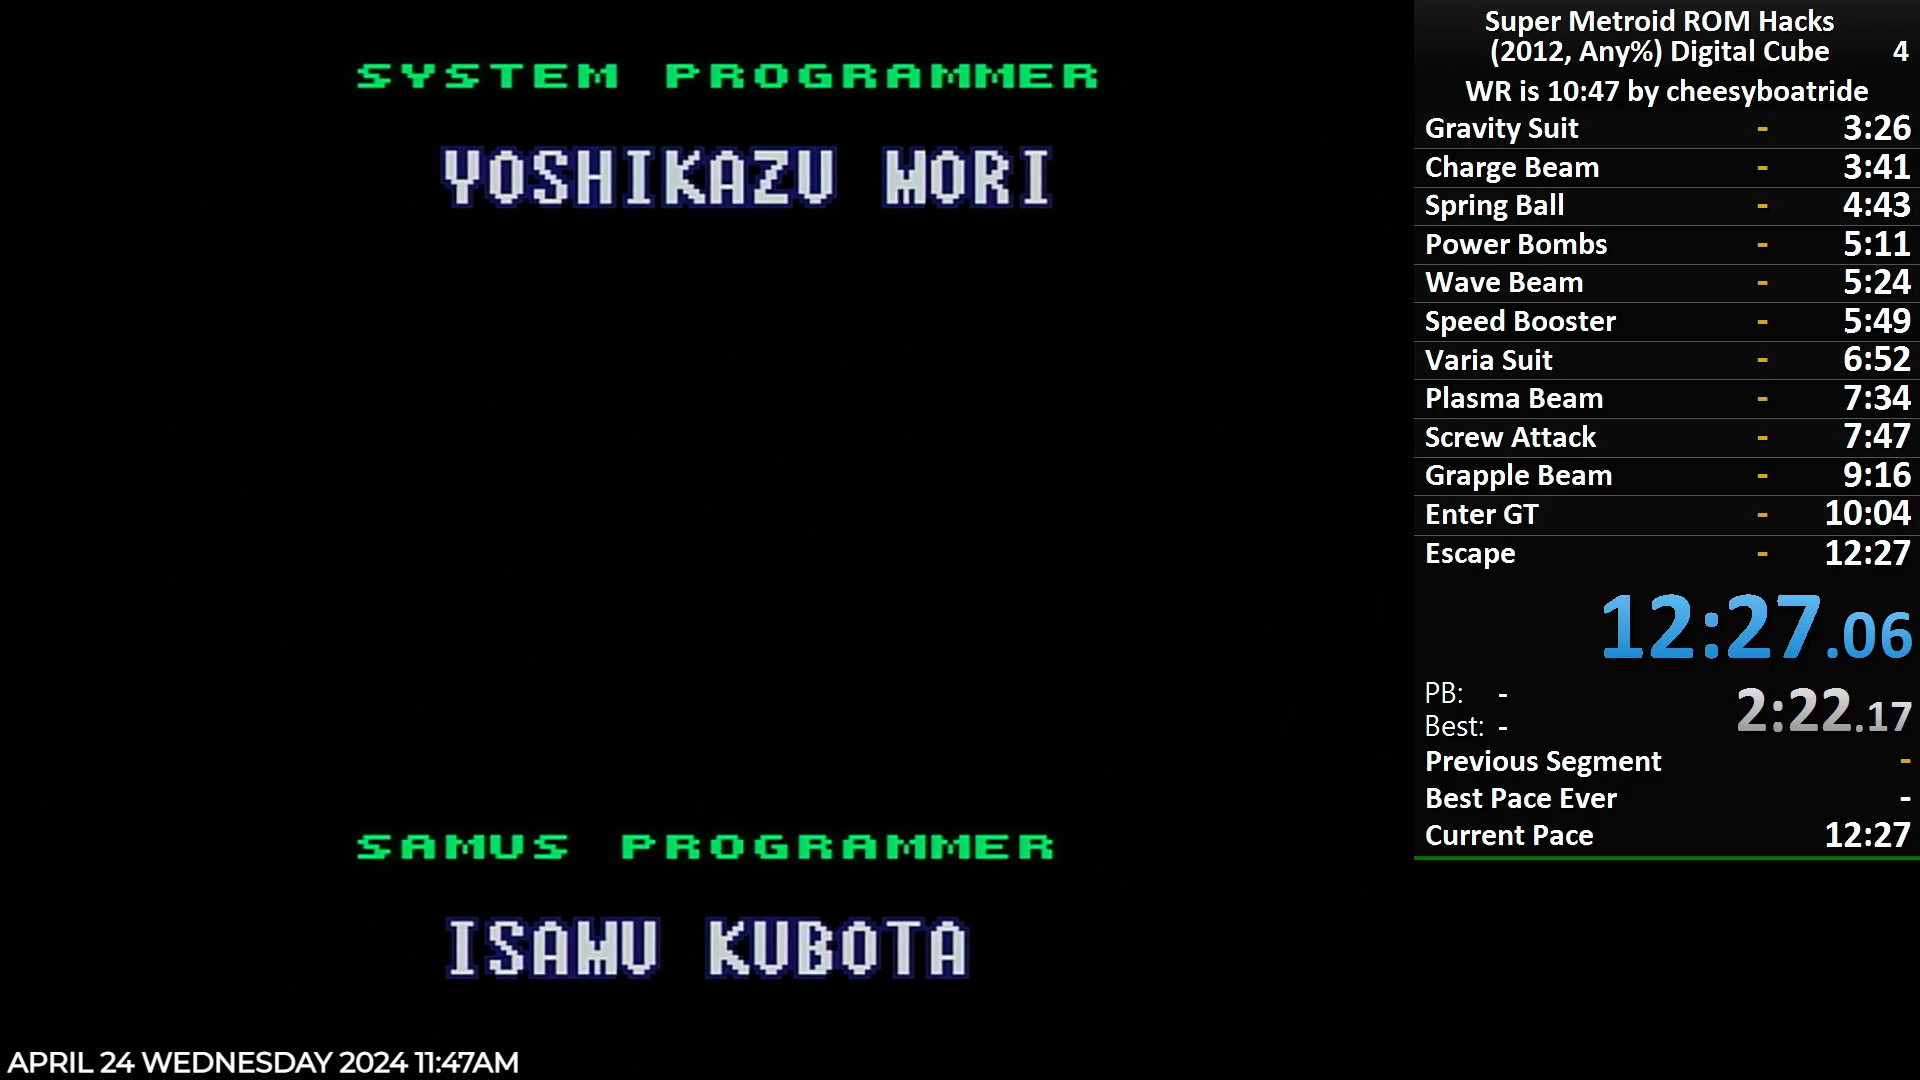 SYSTEM PROGRAMMER
YOSHIKAZU MORI
SAMUS PROGRAMMER
ISAMU KUBOTA
APRIL 24 WEDNESDAY 2024 11:47AM
Super Metroid ROM Hacks
(2012, Any%) Digital Cube 4
WR is 10:47 by cheesyboatride
Gravity Suit - 3:26
Charge Beam - 3:41
Spring Ball - 4:43
Power Bombs - 5:11
Wave Beam - 5:24
Speed Booster - 5:49
Varia Suit - 6:52
Plasma Beam - 7:34
Screw Attack - 7:47
Grapple Beam - 9:16
Enter GT - 10:04
Escape - 12:27
12:27.06
PB: -
Best: -
2:22.17
Previous Segment -
Best Pace Ever -
Current Pace 12:27